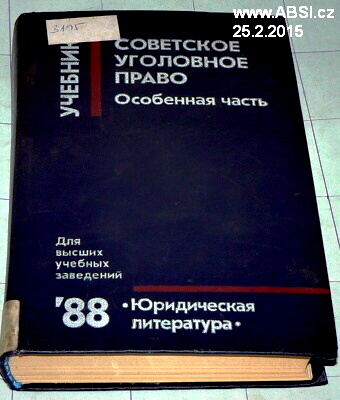 www.ABSI.cz
25.2.2015
3195
УЧЕБНИК
СОВЕТСКОЕ
УГОЛОВНОЕ
ПРАВО
Особенная часть
Для
высших
учебных
заведений
'88
•Юридическая
литература•